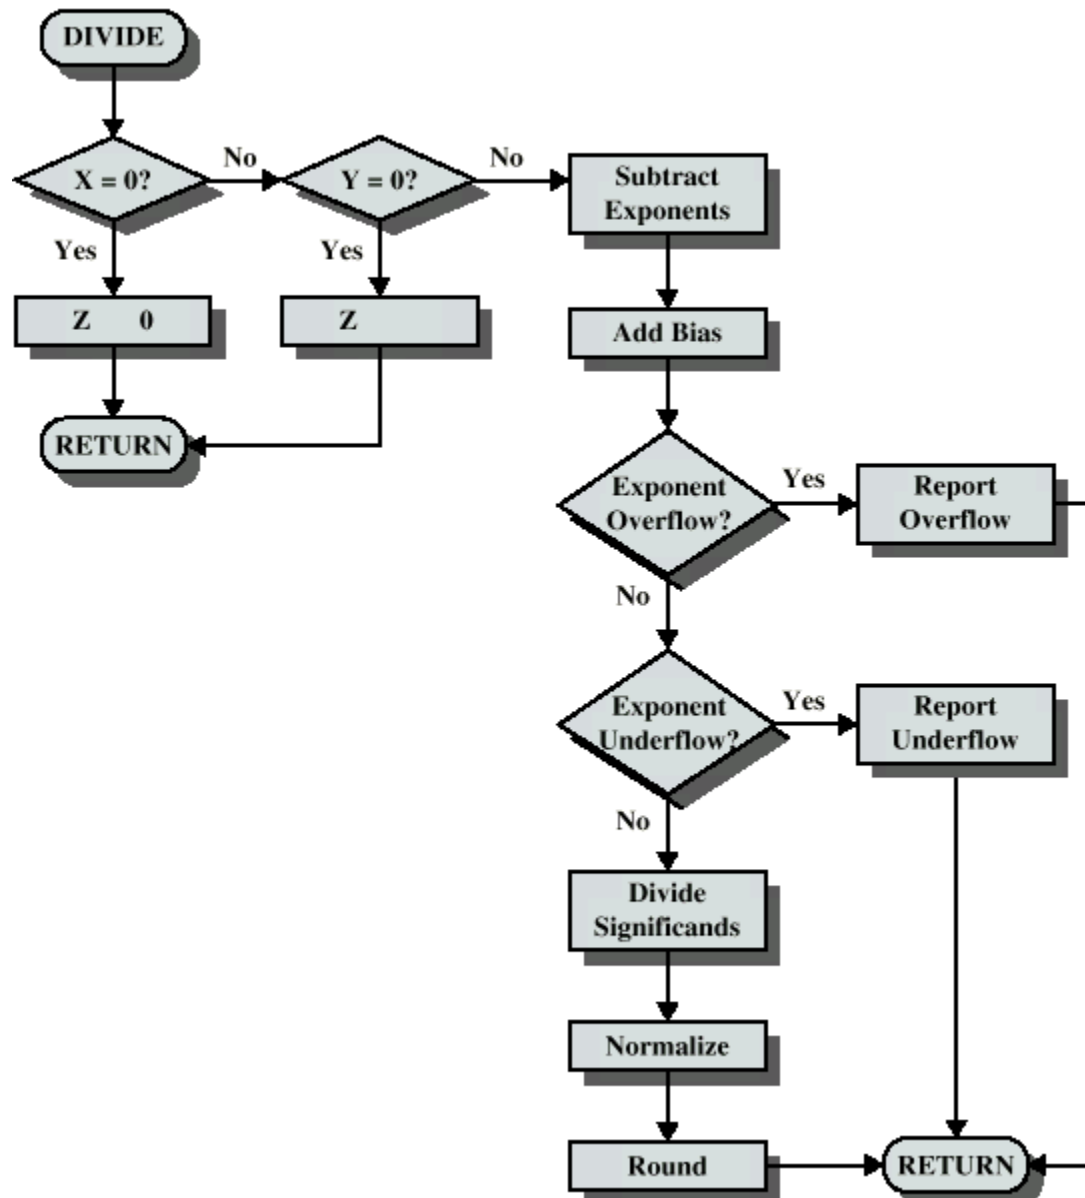 DIVIDE
X = 0?
No
Y = 0?
No
Subtract
Exponents
Yes
Yes
Z 0
Z
Add Bias
RETURN
Exponent
Overflow?
Yes
Report
Overflow
No
Exponent
Underflow?
Yes
Report
Underflow
No
Divide
Significands
Normalize
Round
RETURN